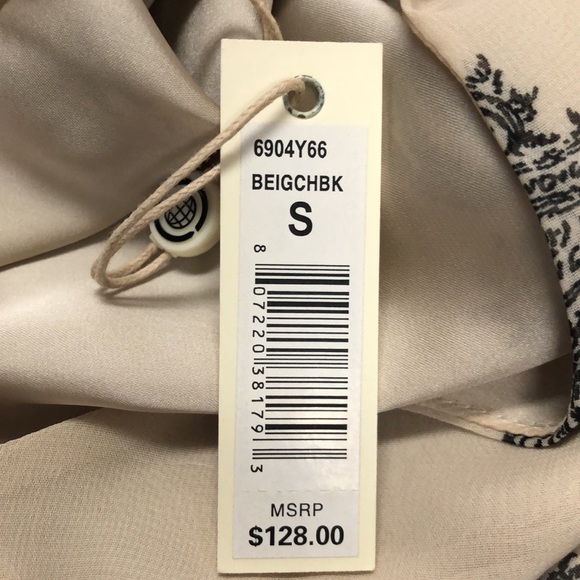 6904Y66
BEIGCHBK
S
8 07220 38179 3
MSRP
$128.00